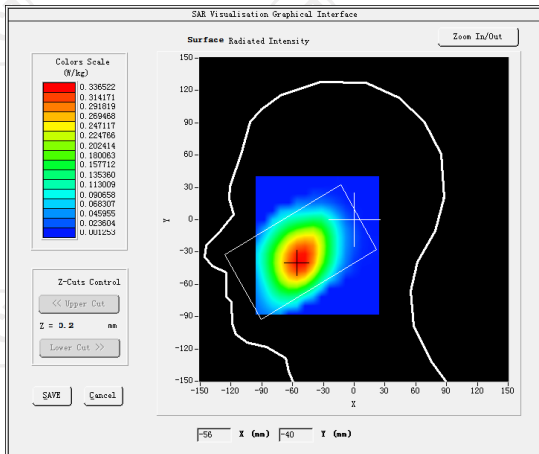 SAR Visualisation Graphical Interface
Surface Radiated Intensity
Zoom In/Out
Colors Scale
(W/kg)
0.336522
0.314171
0.291819
0.269468
0.247117
0.224766
0.202414
0.180063
0.157712
0.135360
0.113009
0.090658
0.068307
0.045955
0.023604
0.001253
150
120
90
60
30
0
-30
-60
-90
-120
-150
Y
-150 -120 -90 -60 -30 0 30 60 90 120 150
X
Z-Cuts Control
<< Upper Cut
Z = 0.2 mm
Lower Cut >>
SAVE Cancel
-56 X (mm) -40 Y (mm)